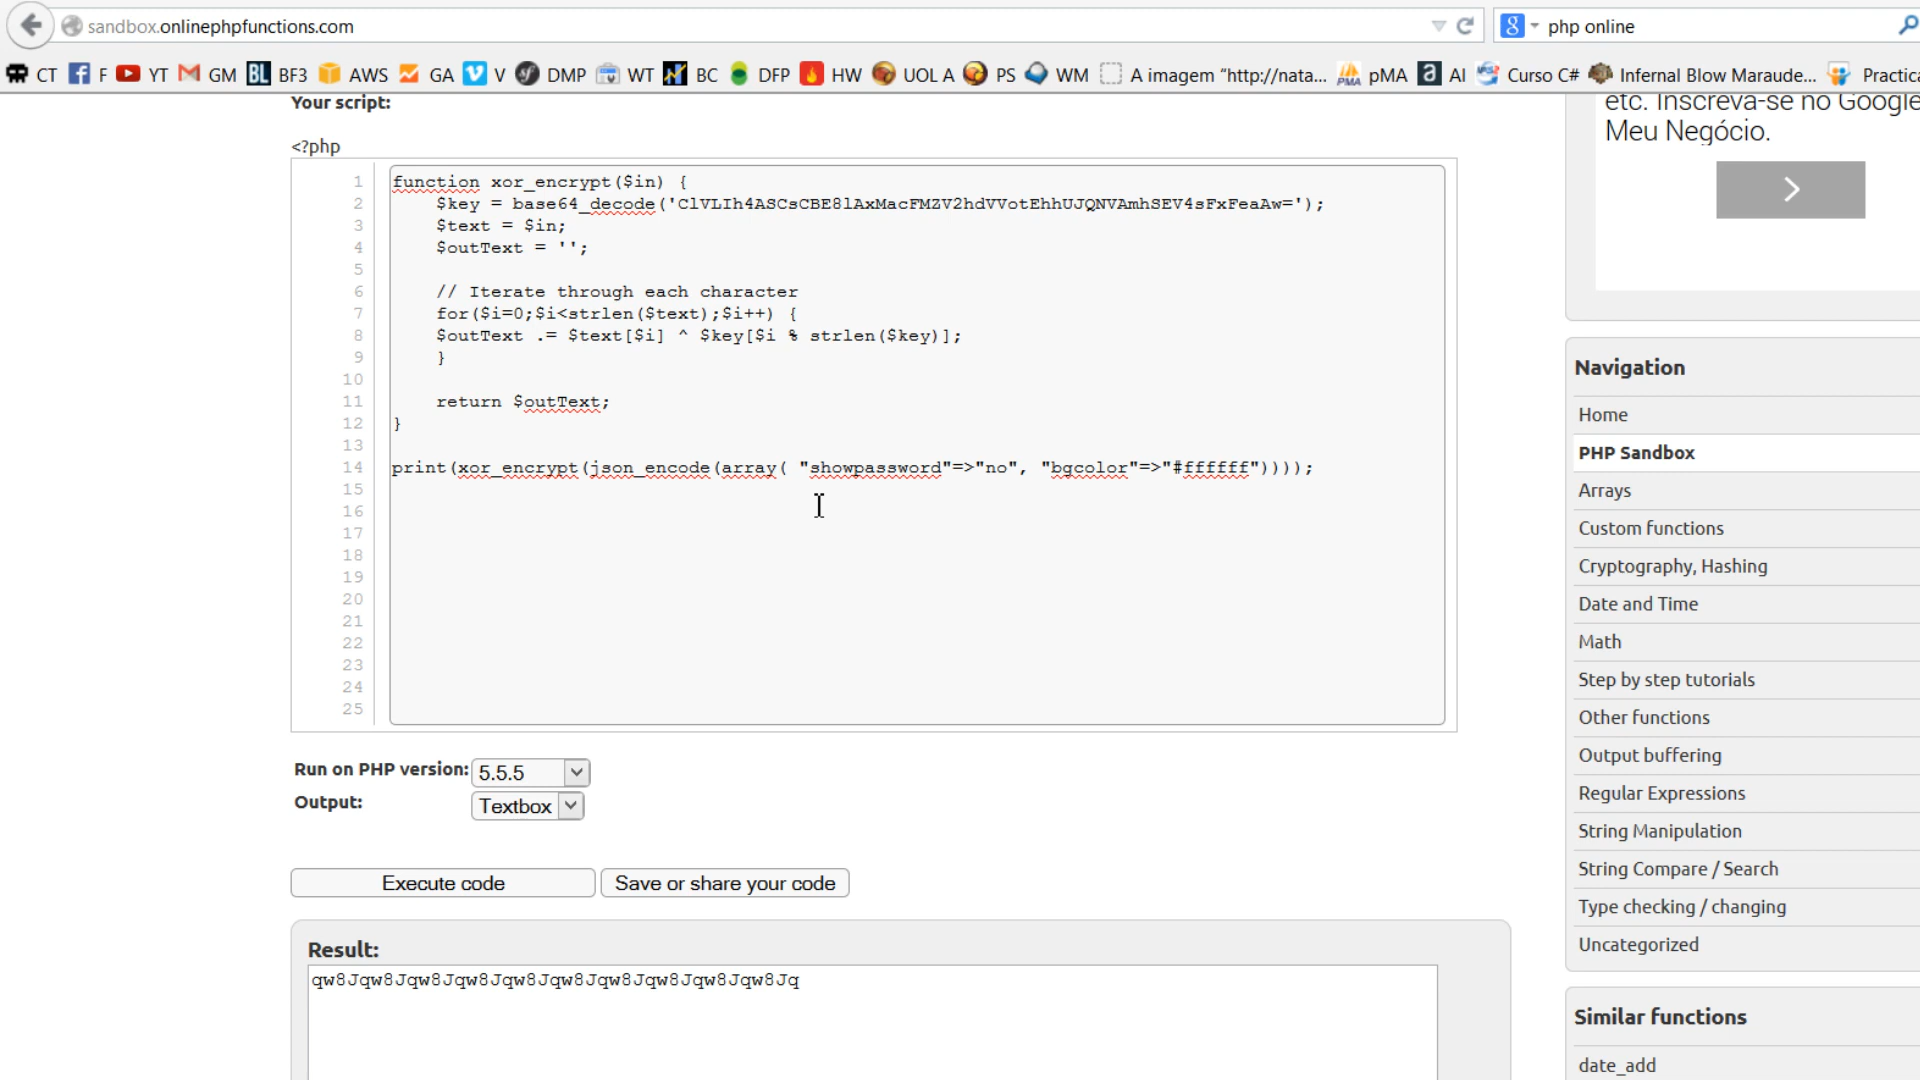 sandbox.onlinephpfunctions.com
g
php online
CT
f F
YT
GM
BL BF3
AWS
GA
V
DMP
WT
BC
DFP
HW
UOL A
PS
WM
A imagem “http://nata...
pMA
a AI
Curso C#
Infernal Blow Maraude...
Practica
Your script:
<?php
1 function xor_encrypt($in) {
2 $key = base64_decode('ClVLIh4ASCsCBE8lAxMacFMZV2hdVVotEhhUJQNVAmhSEV4sFxFeaAw=');
3 $text = $in;
4 $outText = '';
5
6 // Iterate through each character
7 for($i=0;$i<strlen($text);$i++) {
8 $outText .= $text[$i] ^ $key[$i % strlen($key)];
9 }
10
11 return $outText;
12 }
13
14 print(xor_encrypt(json_encode(array( "showpassword"=>"no", "bgcolor"=>"#ffffff"))));
15
16
17
18
19
20
21
22
23
24
25
Run on PHP version: 5.5.5
Output: Textbox
Execute code
Save or share your code
Result:
qw8Jqw8Jqw8Jqw8Jqw8Jqw8Jqw8Jqw8Jqw8Jqw8Jq
etc. Inscreva-se no Google
Meu Negócio.
Navigation
Home
PHP Sandbox
Arrays
Custom functions
Cryptography, Hashing
Date and Time
Math
Step by step tutorials
Other functions
Output buffering
Regular Expressions
String Manipulation
String Compare / Search
Type checking / changing
Uncategorized
Similar functions
date_add